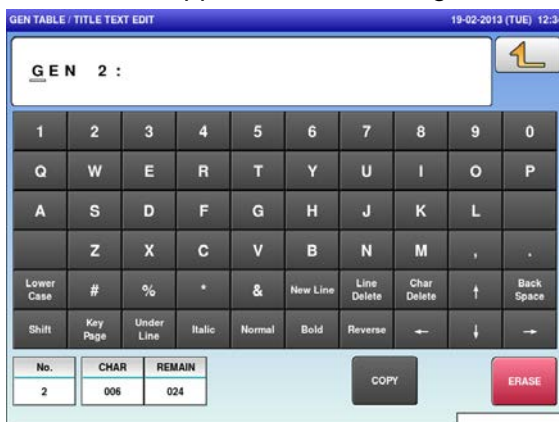 GEN TABLE / TITLE TEXT EDIT 19-02-2013 (TUE) 12:3
GEN 2 :
1 2 3 4 5 6 7 8 9 0
Q W E R T Y U I O P
A S D F G H J K L
Z X C V B N M , .
Lower Case # % * & New Line Line Delete Char Delete ↑ Back Space
Shift Key Page Under Line Italic Normal Bold Reverse ← ↓ →
No. CHAR REMAIN
2 006 024
COPY ERASE